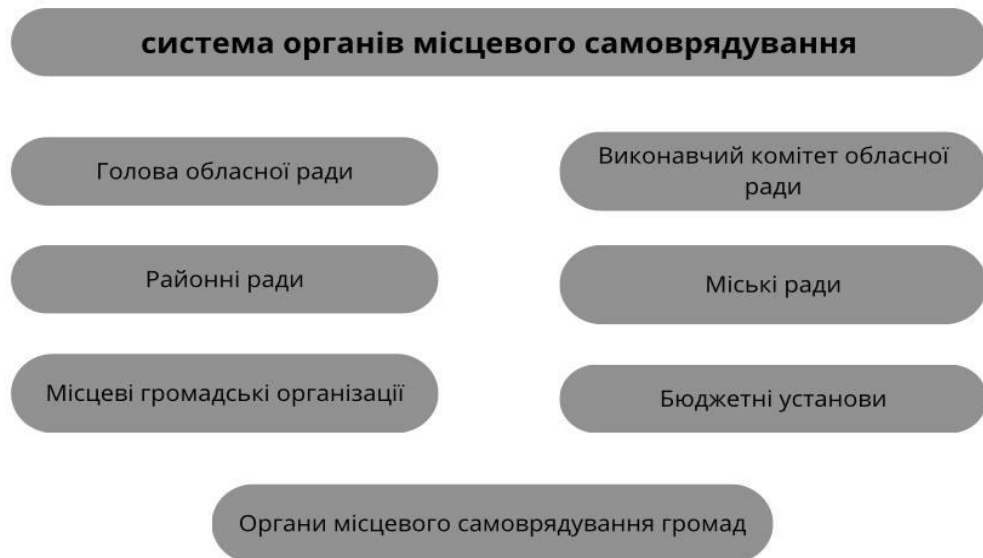 система органів місцевого самоврядування
Голова обласної ради
Виконавчий комітет обласної
ради
Районні ради
Міські ради
Місцеві громадські організації
Бюджетні установи
Органи місцевого самоврядування громад